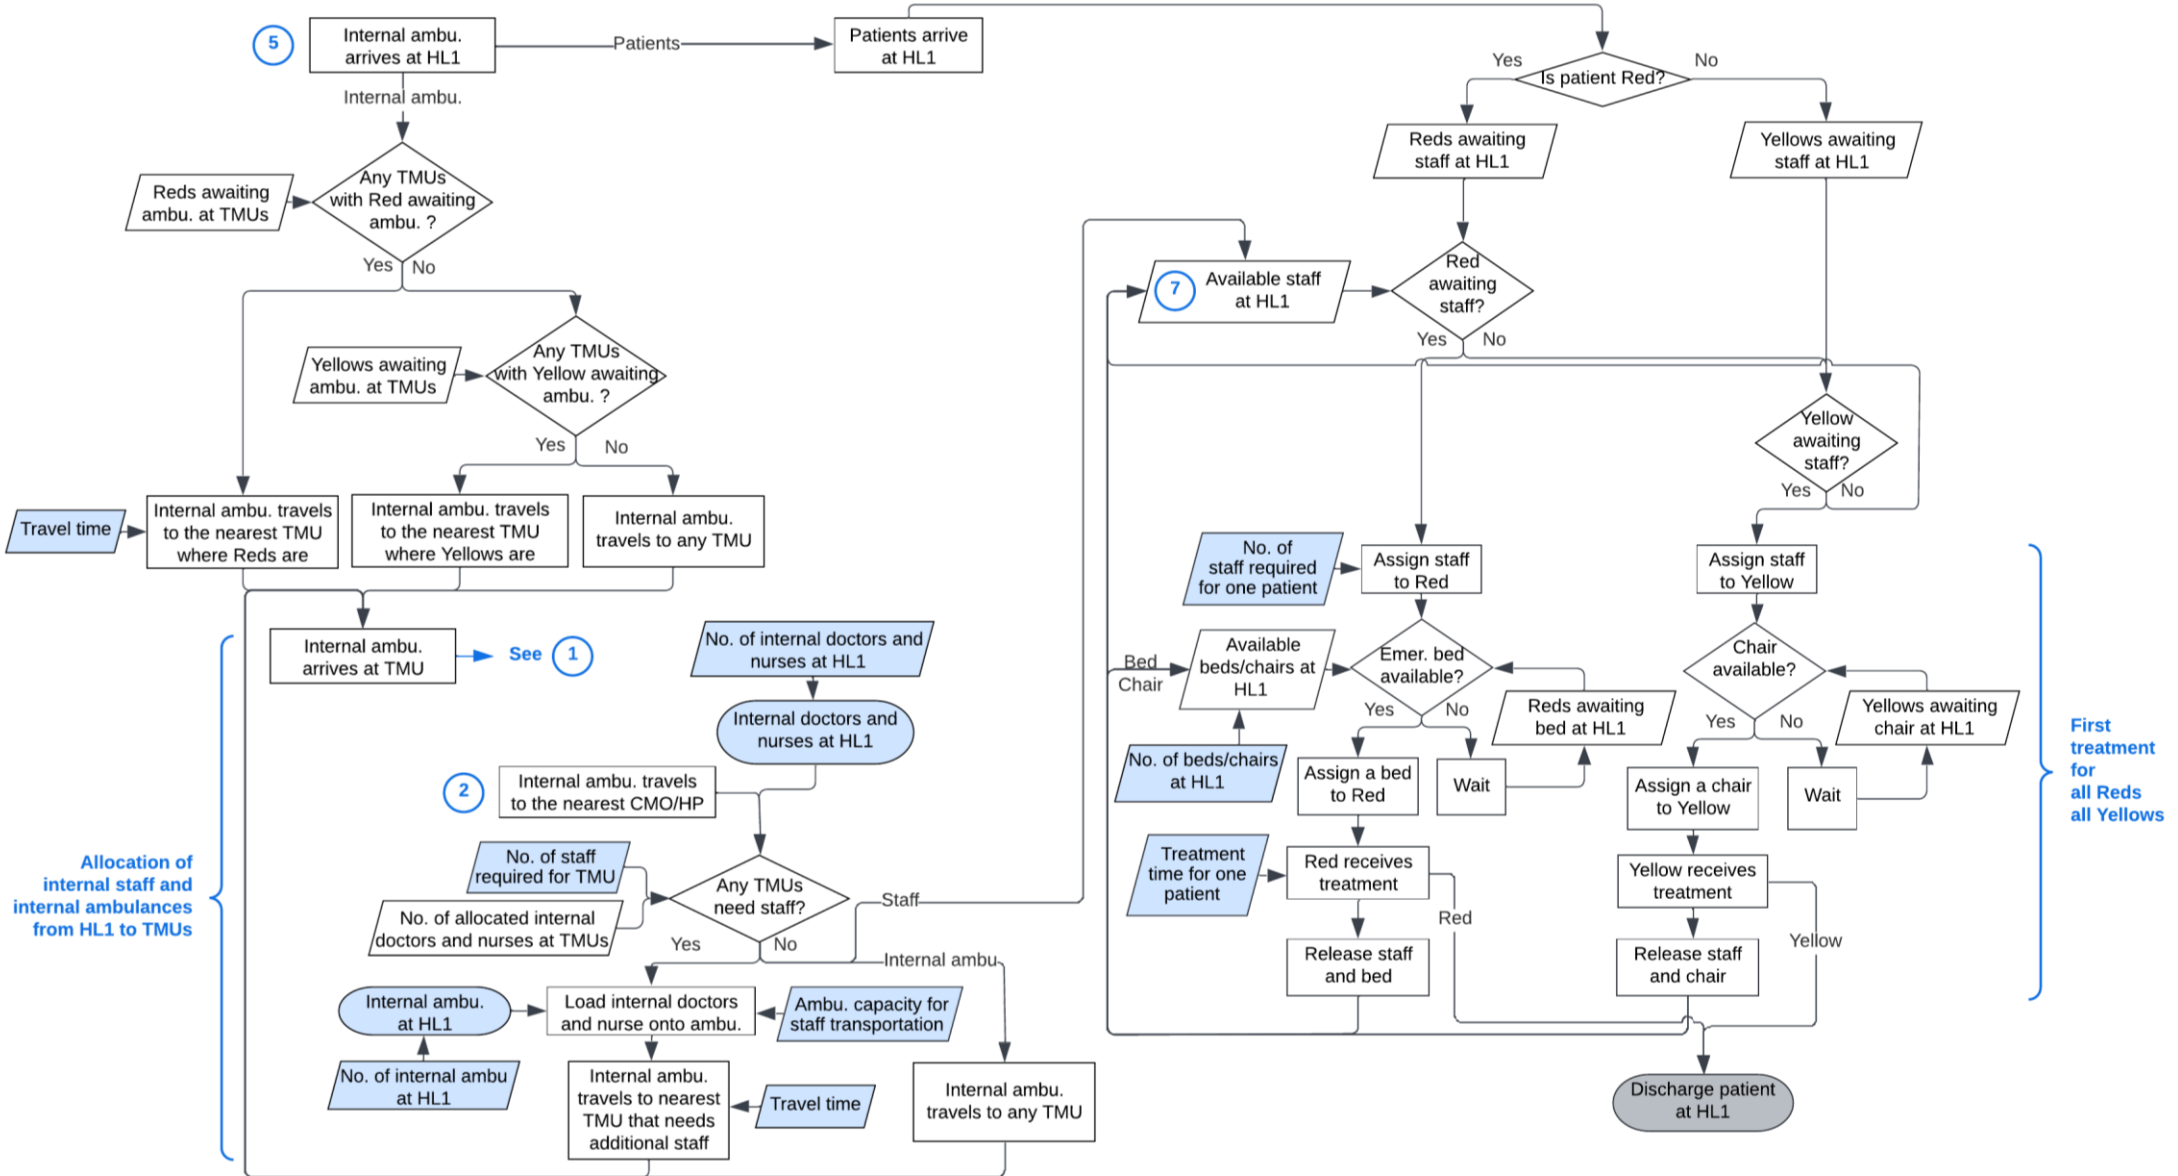 5
Internal ambu.
arrives at HL1
Patients
Patients arrive
at HL1
Internal ambu.
Reds awaiting
ambu. at TMUs
Any TMUs
with Red awaiting
ambu. ?
Yes
No
Yellows awaiting
ambu. at TMUs
Any TMUs
with Yellow awaiting
ambu. ?
Yes
No
Travel time
Internal ambu. travels
to the nearest TMU
where Reds are
Internal ambu. travels
to the nearest TMU
where Yellows are
Internal ambu.
travels to any TMU
Internal ambu.
arrives at TMU
See
1
No. of internal doctors and
nurses at HL1
Internal doctors and
nurses at HL1
2
Internal ambu. travels
to the nearest CMO/HP
No. of staff
required for TMU
No. of allocated internal
doctors and nurses at TMUs
Any TMUs
need staff?
Staff
Yes
No
Internal ambu
Internal ambu.
at HL1
Load internal doctors
and nurse onto ambu.
Ambu. capacity for
staff transportation
No. of internal ambu
at HL1
Internal ambu.
travels to nearest
TMU that needs
additional staff
Travel time
Internal ambu.
travels to any TMU
Allocation of
internal staff and
internal ambulances
from HL1 to TMUs
Is patient Red?
Yes
No
Reds awaiting
staff at HL1
Yellows awaiting
staff at HL1
7
Available staff
at HL1
Red
awaiting
staff?
Yes
No
Yellow
awaiting
staff?
Yes
No
No. of
staff required
for one patient
Assign staff
to Red
Assign staff
to Yellow
Bed
Chair
Available
beds/chairs at
HL1
Emer. bed
available?
Yes
No
Reds awaiting
bed at HL1
No. of beds/chairs
at HL1
Assign a bed
to Red
Wait
Treatment
time for one
patient
Red receives
treatment
Red
Release staff
and bed
Chair
available?
Yes
No
Yellows awaiting
chair at HL1
Assign a chair
to Yellow
Wait
Yellow receives
treatment
Yellow
Release staff
and chair
Discharge patient
at HL1
First
treatment
for
all Reds
all Yellows